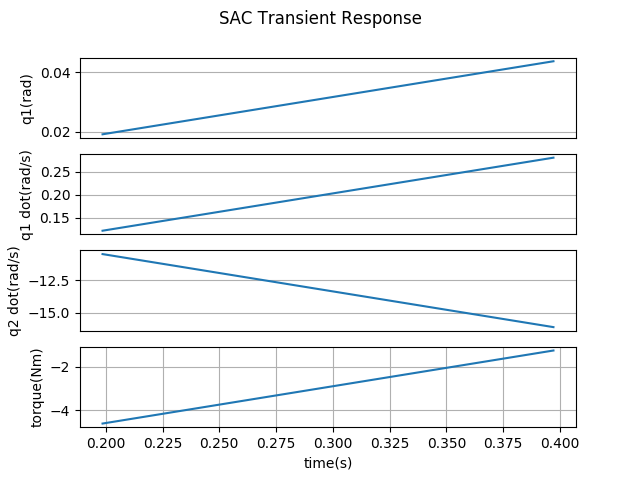 SAC Transient Response
q1(rad)
0.04
0.02
q1 dot(rad/s)
0.25
0.20
0.15
q2 dot(rad/s)
−12.5
−15.0
torque(Nm)
−2
−4
0.200 0.225 0.250 0.275 0.300 0.325 0.350 0.375 0.400
time(s)